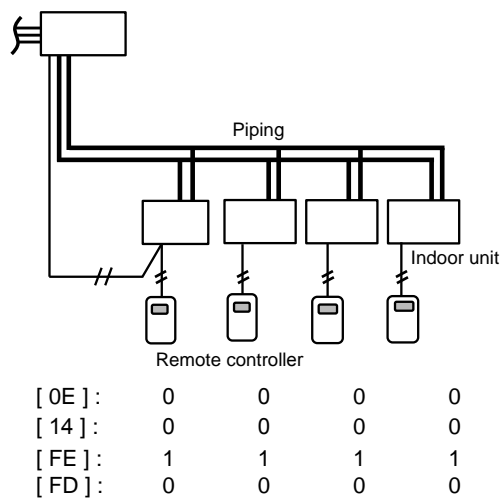 Piping
Indoor unit
Remote controller
[ 0E ] : 0 0 0 0
[ 14 ] : 0 0 0 0
[ FE ] : 1 1 1 1
[ FD ] : 0 0 0 0